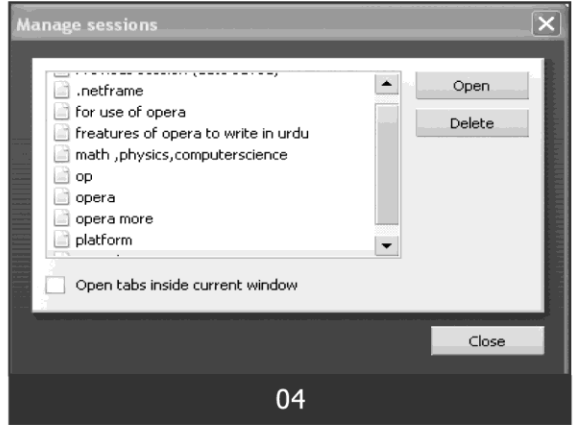 Manage sessions
.netframe
for use of opera
freatures of opera to write in urdu
math ,physics,computerscience
op
opera
opera more
platform
Open
Delete
Open tabs inside current window
Close
04